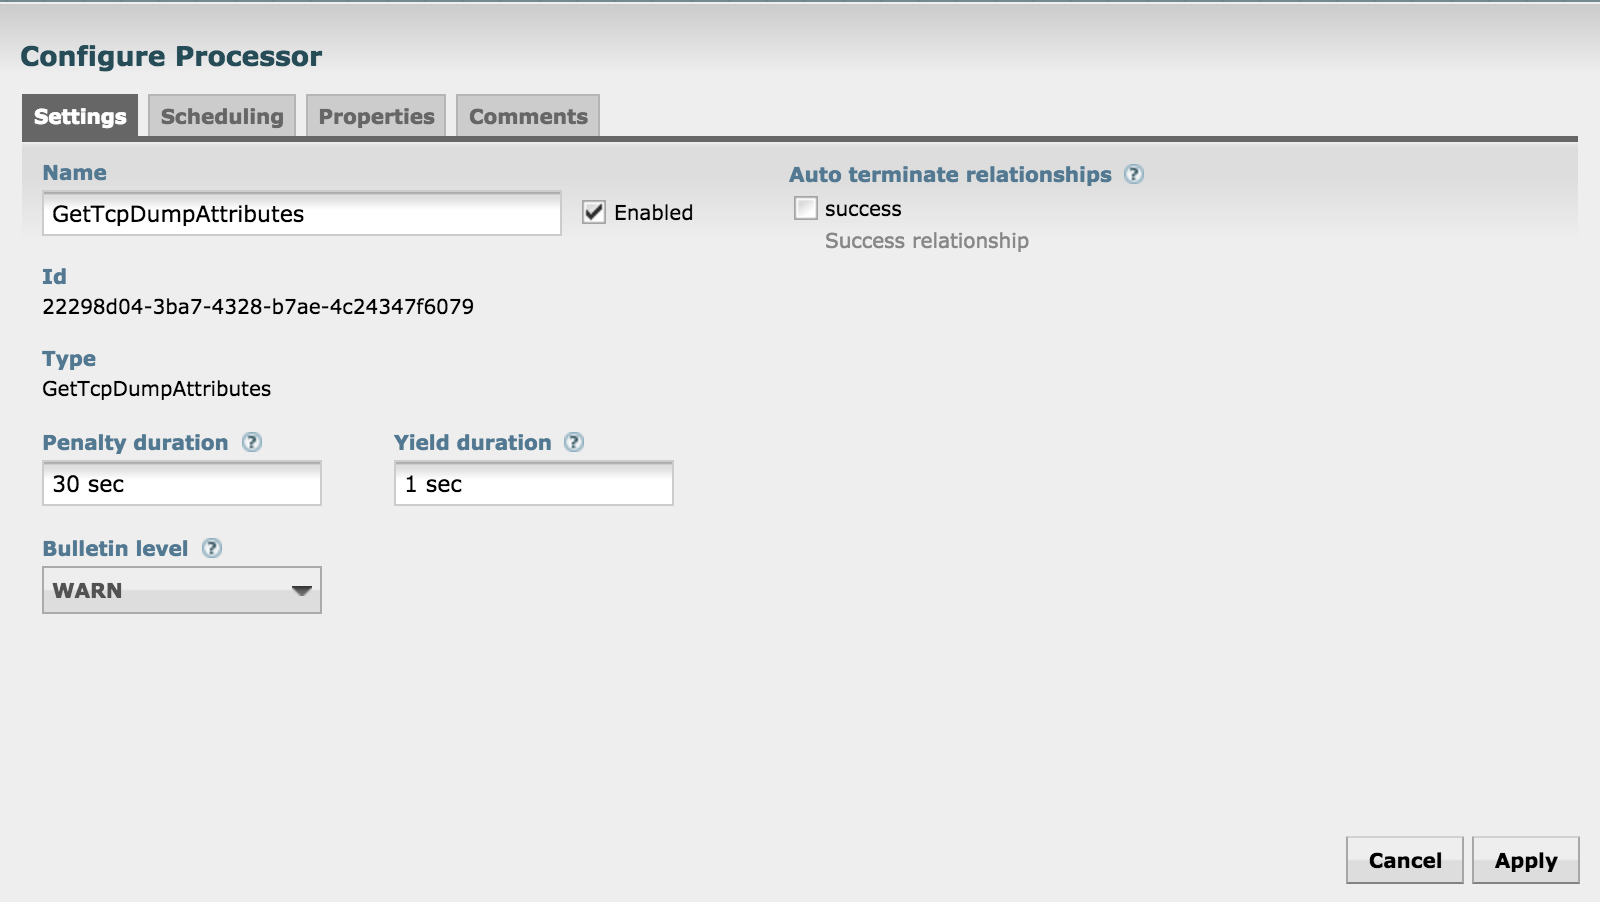 Configure Processor
Settings Scheduling Properties Comments
Name
GetTcpDumpAttributes
Enabled
Auto terminate relationships ?
success
Success relationship
Id
22298d04-3ba7-4328-b7ae-4c24347f6079
Type
GetTcpDumpAttributes
Penalty duration ? Yield duration ?
30 sec 1 sec
Bulletin level ?
WARN
Cancel Apply